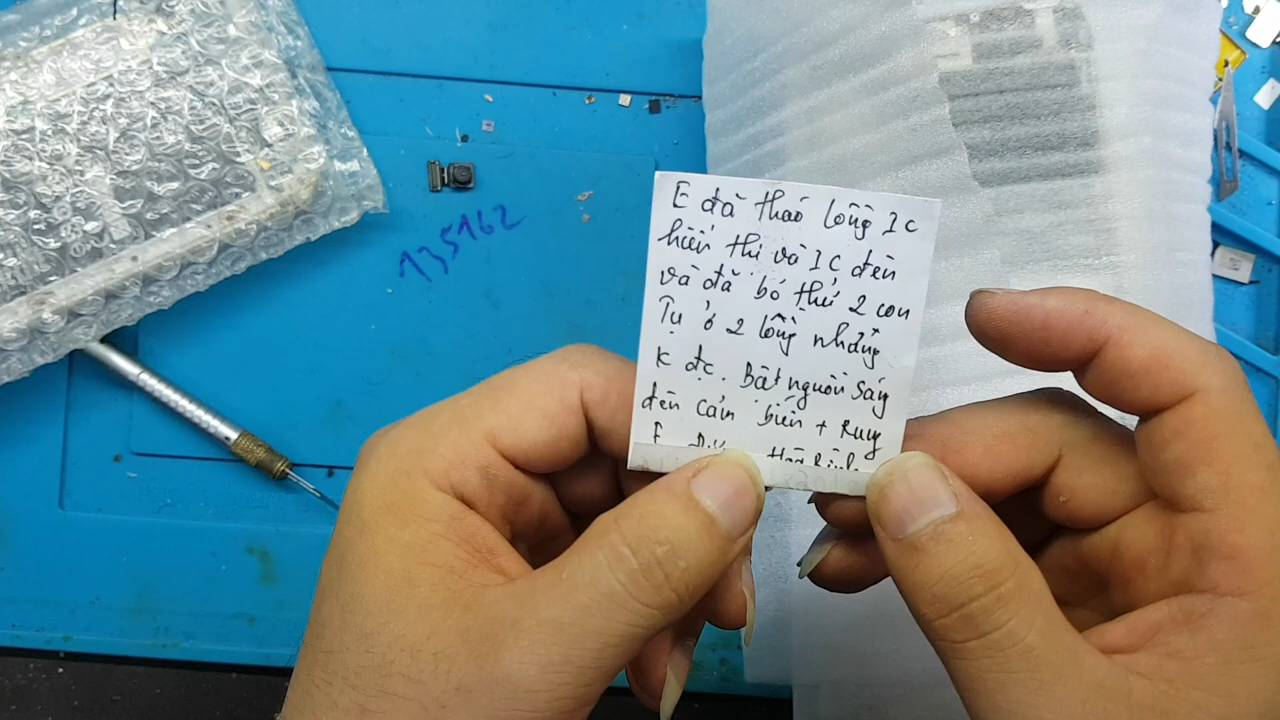 135162
E đã tháo lồng IC
hiển thị và IC đèn
và đã bỏ thử 2 con
Tụ ở 2 lồng nhưng
K đc. Bật nguồn sáng
đèn cảm biến + Rung